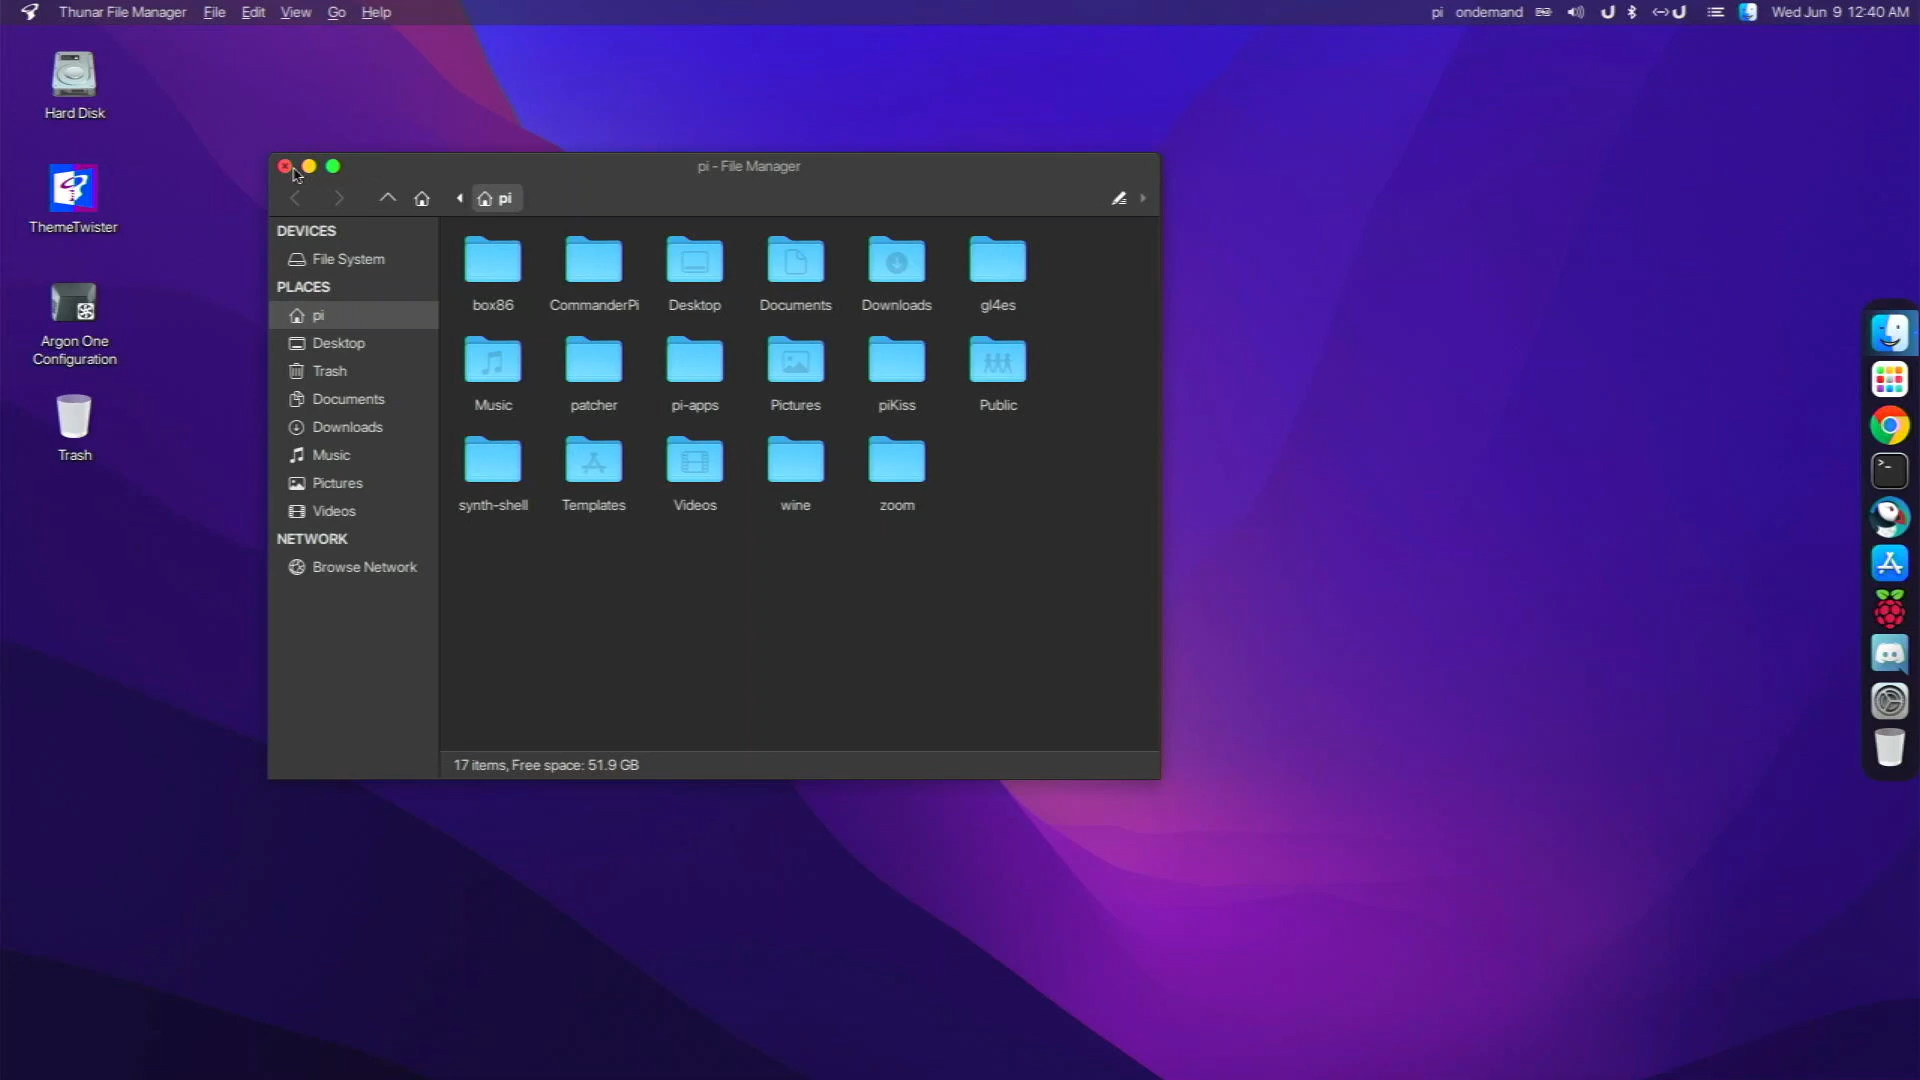 Thunar File Manager File Edit View Go Help
pi ondemand Wed Jun 9 12:40 AM
Hard Disk
ThemeTwister
Argon One
Configuration
Trash
pi - File Manager
pi
DEVICES
File System
PLACES
pi
Desktop
Trash
Documents
Downloads
Music
Pictures
Videos
NETWORK
Browse Network
box86 CommanderPi Desktop Documents Downloads gl4es
Music patcher pi-apps Pictures piKiss Public
synth-shell Templates Videos wine zoom
17 items, Free space: 51.9 GB